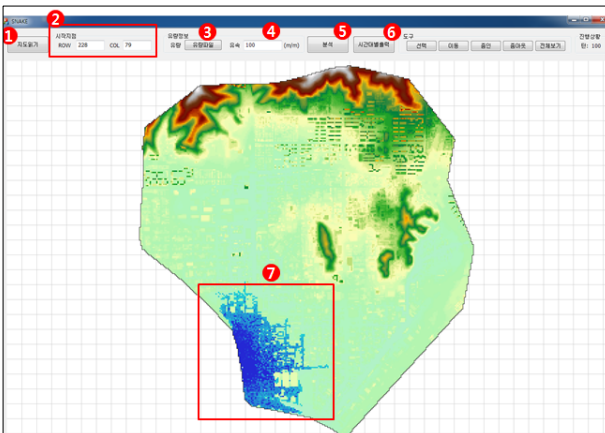 SNAKE
2 3 4 5 6
시작지점 유량정보 도구 진행상황
1 지도읽기 ROW 228 COL 79 유량 유량파일 유속 100 (m/m) 분석 시간대별출력 선택 이동 줌인 줌아웃 전체보기 턴: 100
7